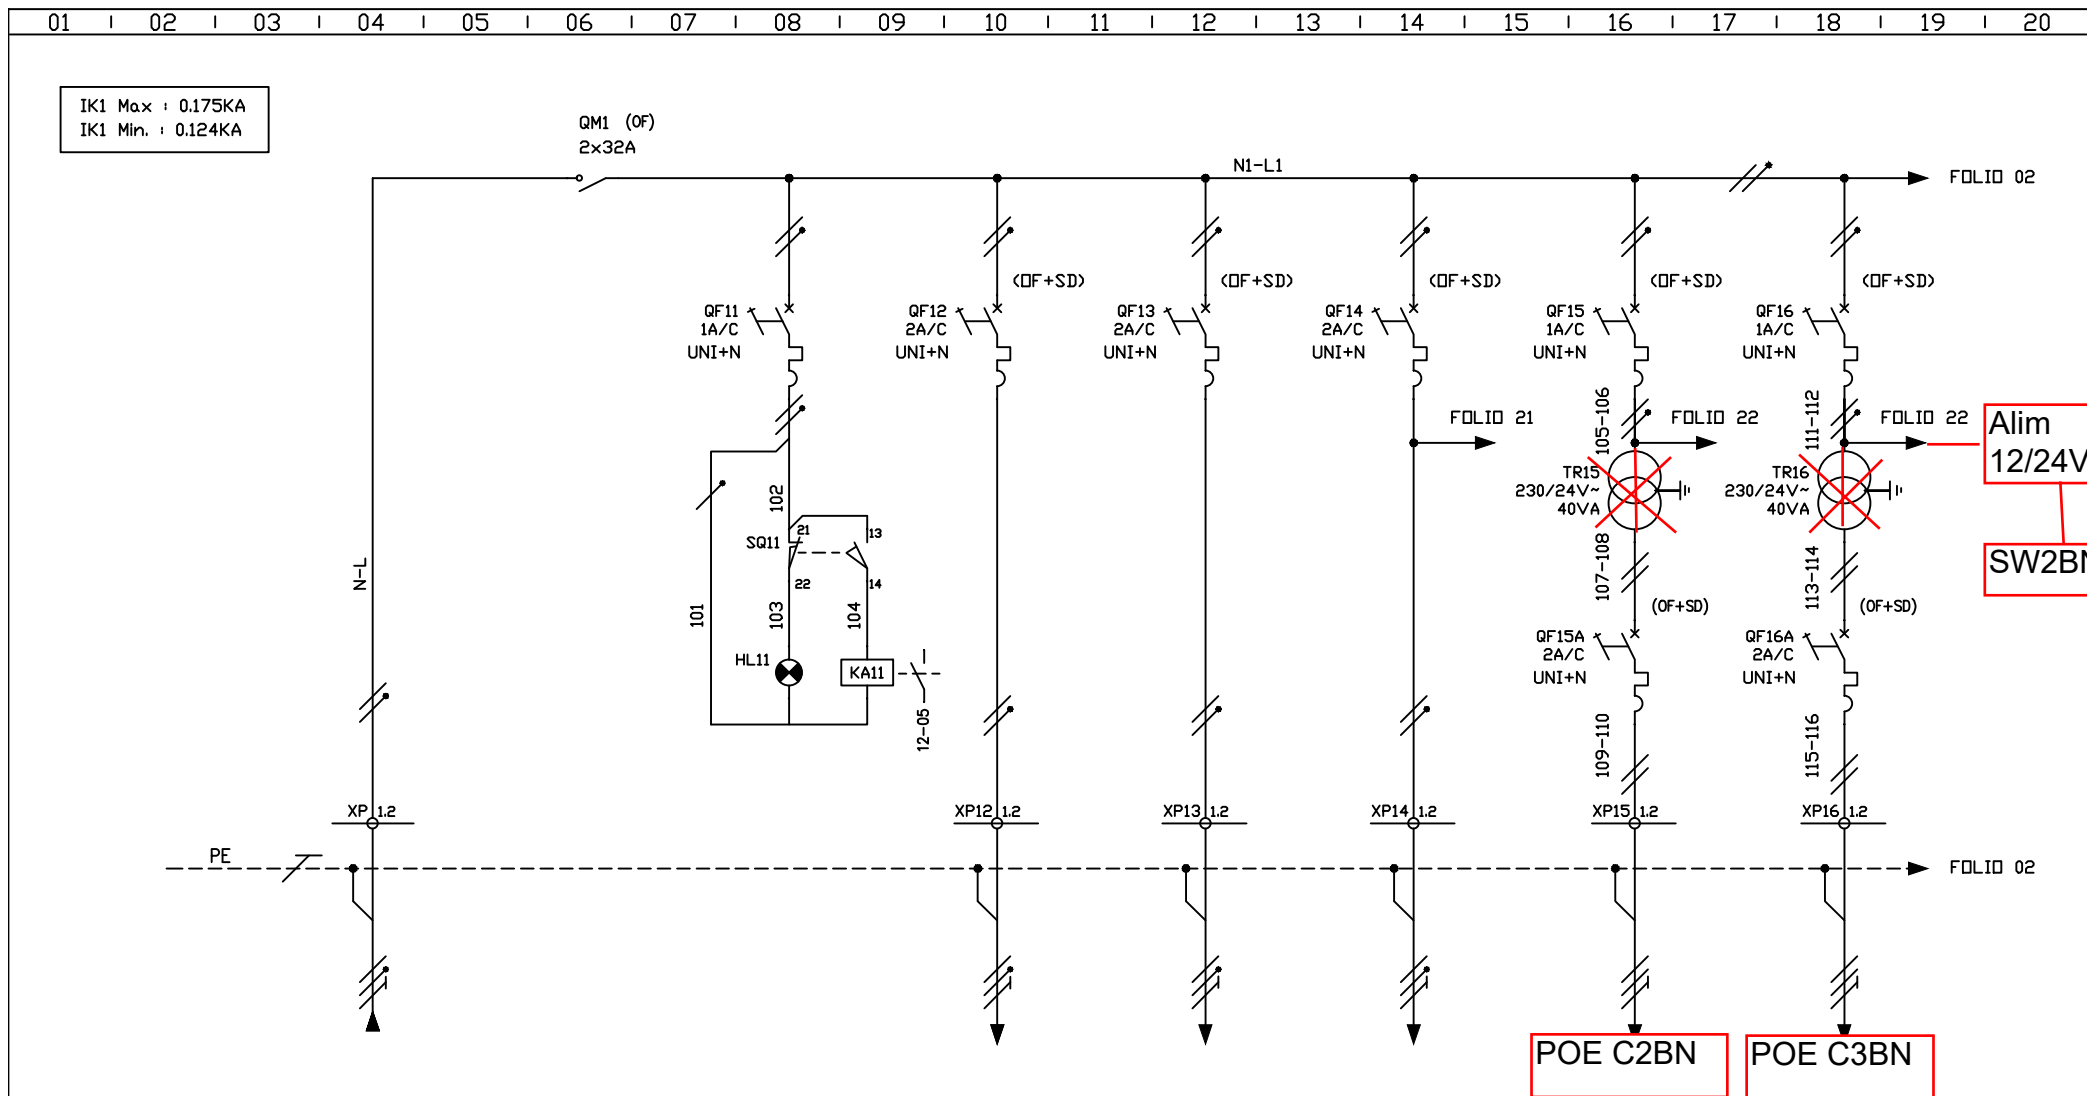 01 02 03 04 05 06 07 08 09 10 11 12 13 14 15 16 17 18 19 20
IK1 Max : 0.175KA
IK1 Min. : 0.124KA
QM1 (OF)
2x32A
N1-L1
FOLIO 02
(OF+SD) (OF+SD) (OF+SD) (OF+SD) (OF+SD)
QF11
1A/C
UNI+N
QF12
2A/C
UNI+N
QF13
2A/C
UNI+N
QF14
2A/C
UNI+N
QF15
1A/C
UNI+N
QF16
1A/C
UNI+N
105-106
111-112
FOLIO 21
FOLIO 22
FOLIO 22
Alim
12/24V
TR15
230/24V~
40VA
TR16
230/24V~
40VA
SW2BN
102
21
13
SQ11
22
14
101
103
104
N-L
HL11
KA11
12-05
107-108
113-114
(OF+SD)
(OF+SD)
QF15A
2A/C
UNI+N
QF16A
2A/C
UNI+N
109-110
115-116
XP 1.2
XP12 1.2
XP13 1.2
XP14 1.2
XP15 1.2
XP16 1.2
PE
FOLIO 02
POE C2BN
POE C3BN